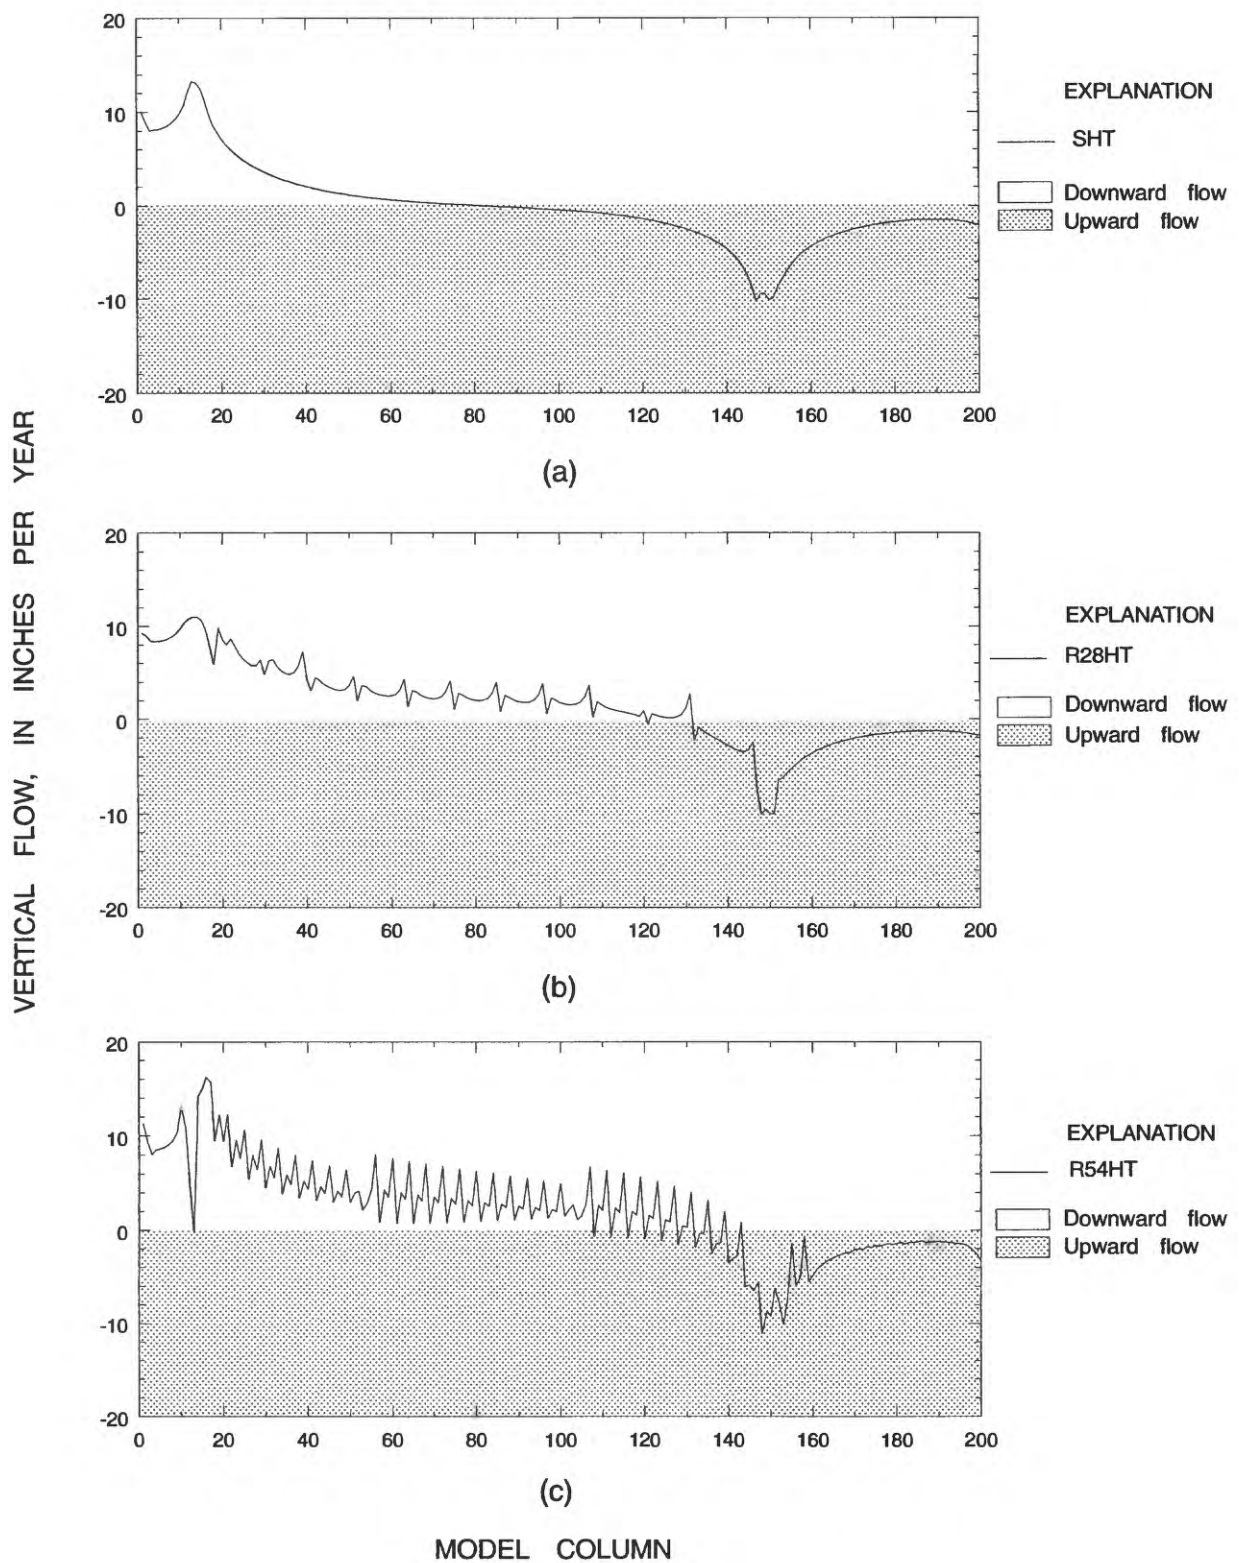 VERTICAL FLOW, IN INCHES PER YEAR
20
10
0
-10
-20
0 20 40 60 80 100 120 140 160 180 200
(a)
EXPLANATION
SHT
Downward flow
Upward flow
20
10
0
-10
-20
0 20 40 60 80 100 120 140 160 180 200
(b)
EXPLANATION
R28HT
Downward flow
Upward flow
20
10
0
-10
-20
0 20 40 60 80 100 120 140 160 180 200
(c)
EXPLANATION
R54HT
Downward flow
Upward flow
MODEL COLUMN